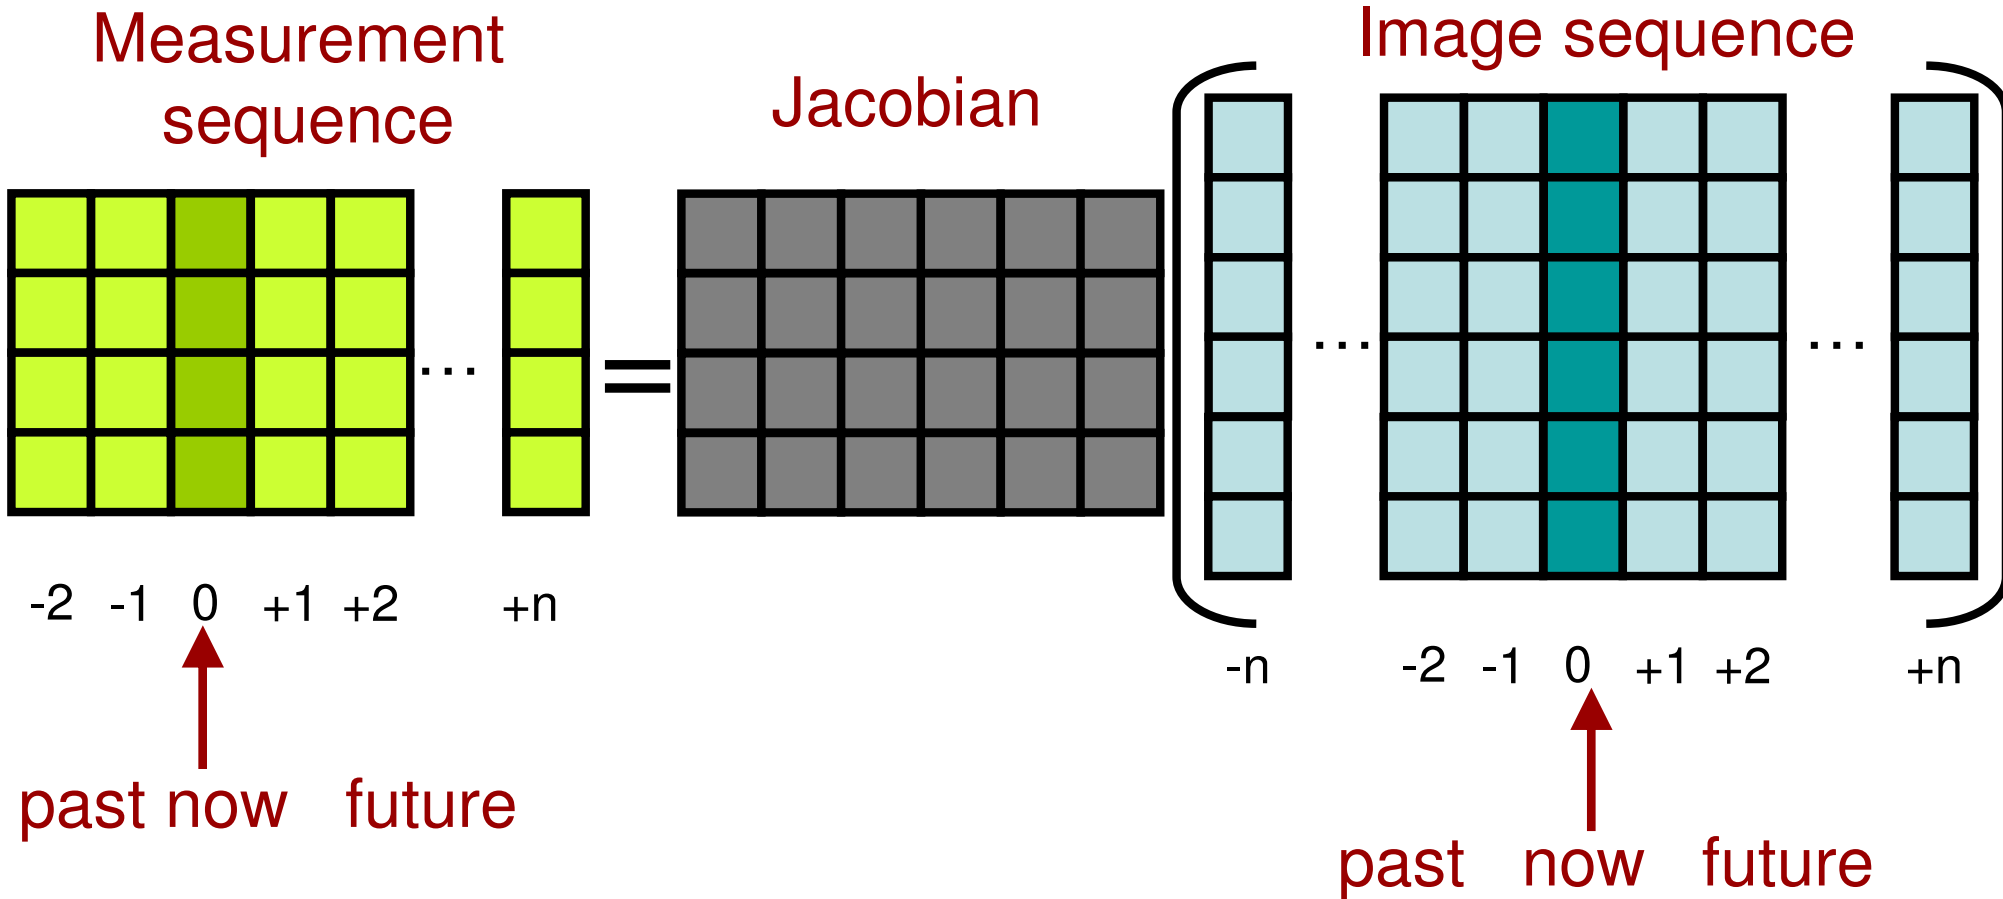 Measurement
sequence
Jacobian
Image sequence
... = ... ...
-2 -1 0 +1 +2 +n
-n -2 -1 0 +1 +2 +n
past now future
past now future